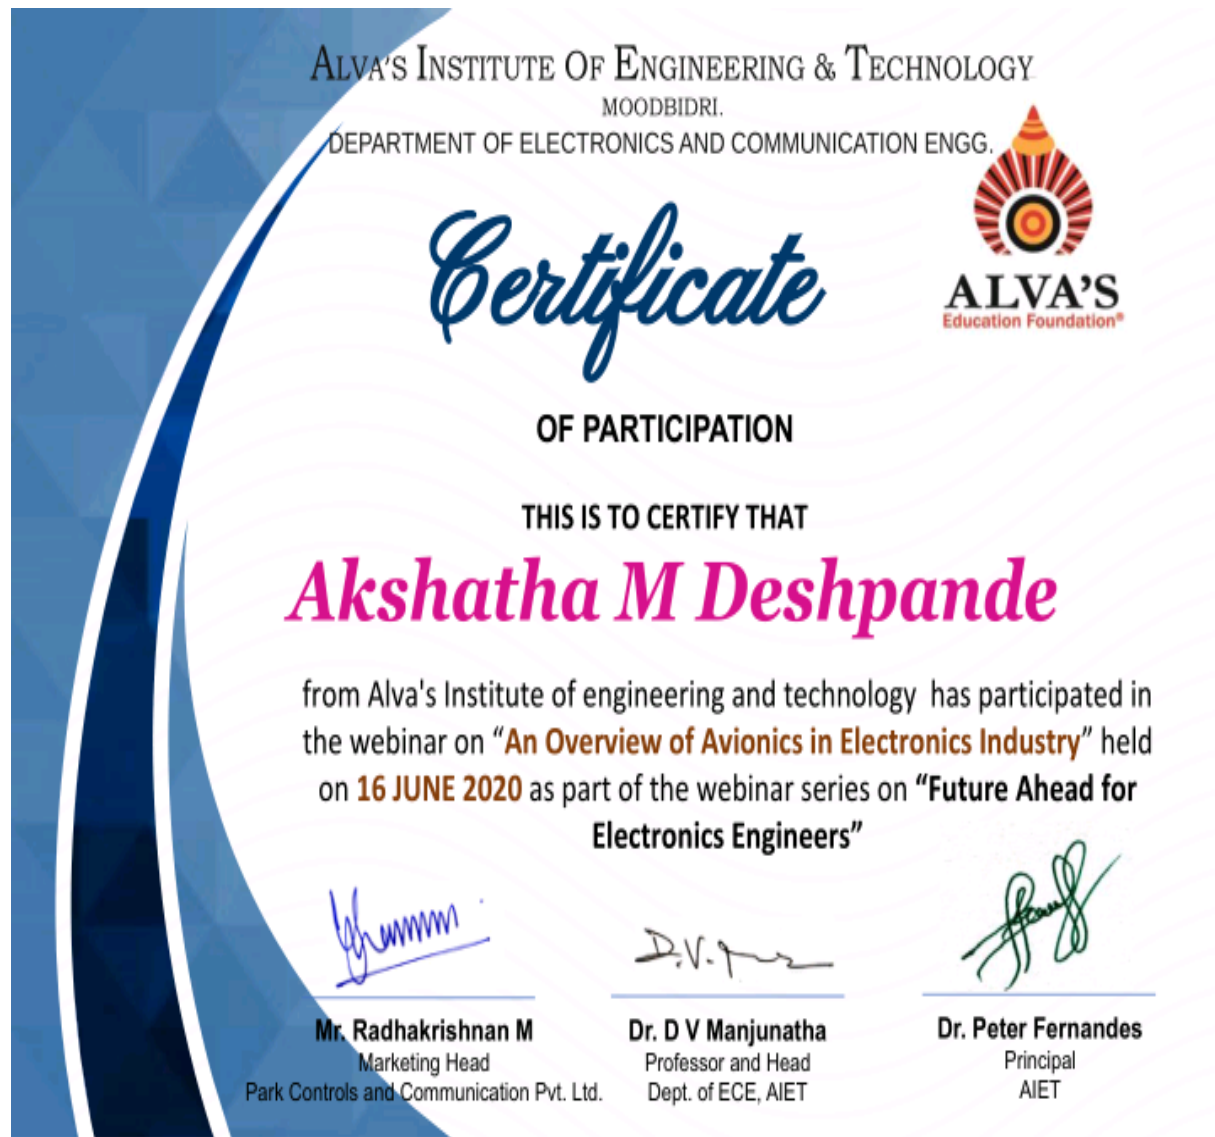 ALVA'S INSTITUTE OF ENGINEERING & TECHNOLOGY
MOODBIDRI.
DEPARTMENT OF ELECTRONICS AND COMMUNICATION ENGG.
ALVA'S
Education Foundation®
Certificate
OF PARTICIPATION
THIS IS TO CERTIFY THAT
Akshatha M Deshpande
from Alva's Institute of engineering and technology has participated in
the webinar on “An Overview of Avionics in Electronics Industry” held
on 16 JUNE 2020 as part of the webinar series on “Future Ahead for
Electronics Engineers”
D.V.
Mr. Radhakrishnan M
Marketing Head
Park Controls and Communication Pvt. Ltd.
Dr. D V Manjunatha
Professor and Head
Dept. of ECE, AIET
Dr. Peter Fernandes
Principal
AIET